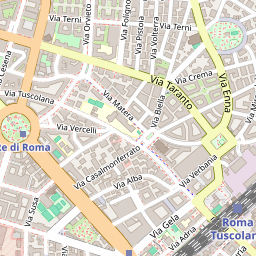 Via Terni
Via Orvieto
Via Foligno
Via Pistoia
Via Volterra
Via Terni
Cesena
Via Taranto
Via Crema
Via Enna
Via Tuscolana
Via Matera
Via Biella
Via Vercelli
te di Roma
Via Casalmonferrato
Via Verbania
Via Alba
Via Susa
Via Gela
Via Adria
Roma
Tuscolan